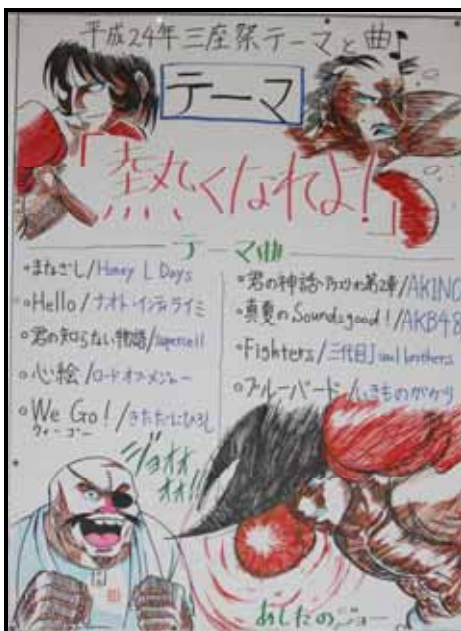 平成24年三座祭テーマと曲♪
テーマ
「熱くなれよ!」
テーマ曲
◦まなざし/Honey L Days
◦Hello/ナオト・インティライミ
◦君の知らない物語/supercell
◦心絵/ロードオブメジャー
◦We Go!/きただにひろし
ウィーゴー
◦君の神話~アクエリオン第2章/AKINO
◦真夏のSounds good!/AKB48
◦Fighters/三代目J soul brothers
◦ブルーバード/いきものがかり
ジョオオ
オオ!!
あしたのジョー